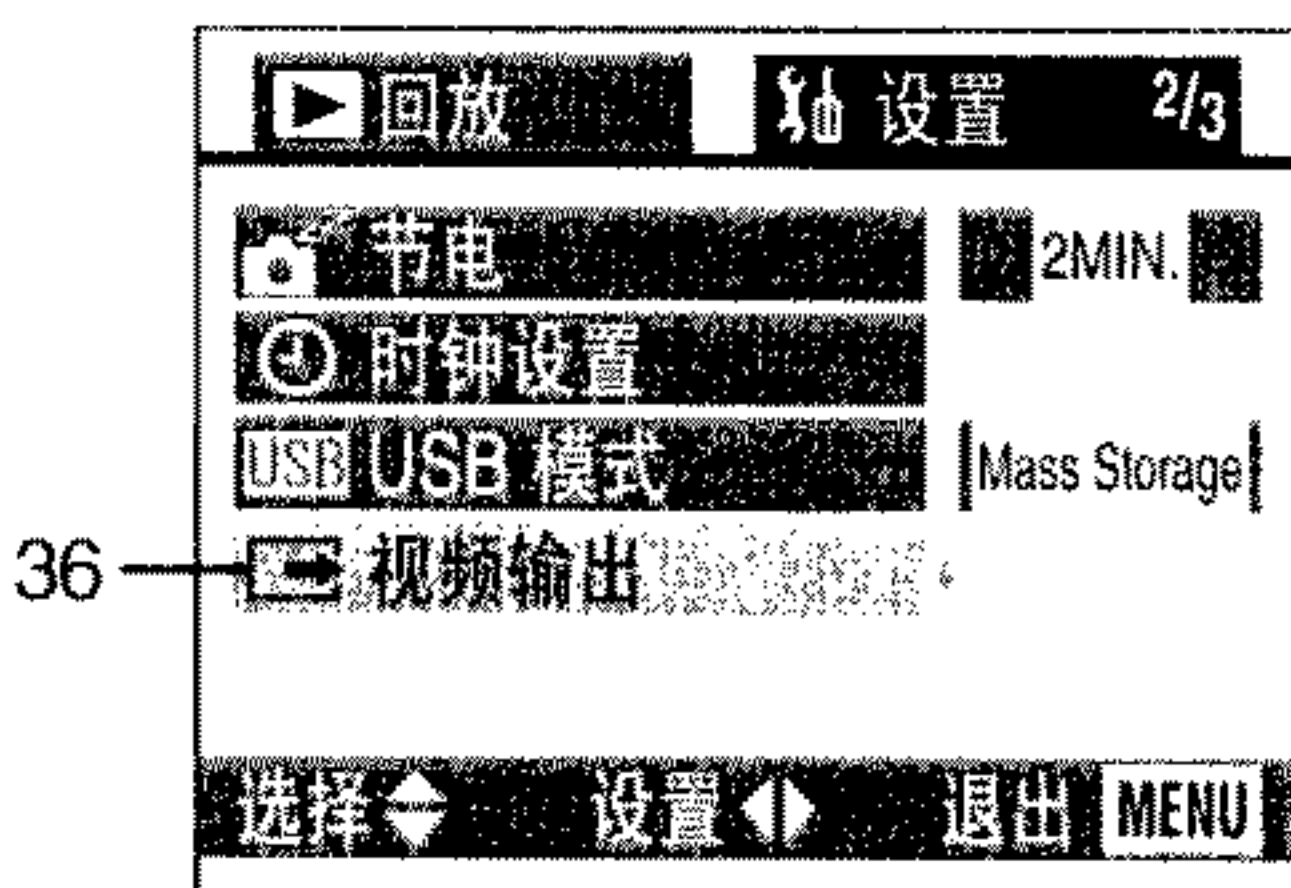 回放 设置 2/3
节电 2MIN.
时钟设置
USB USB 模式 Mass Storage
36 视频输出
选择 设置 退出 MENU